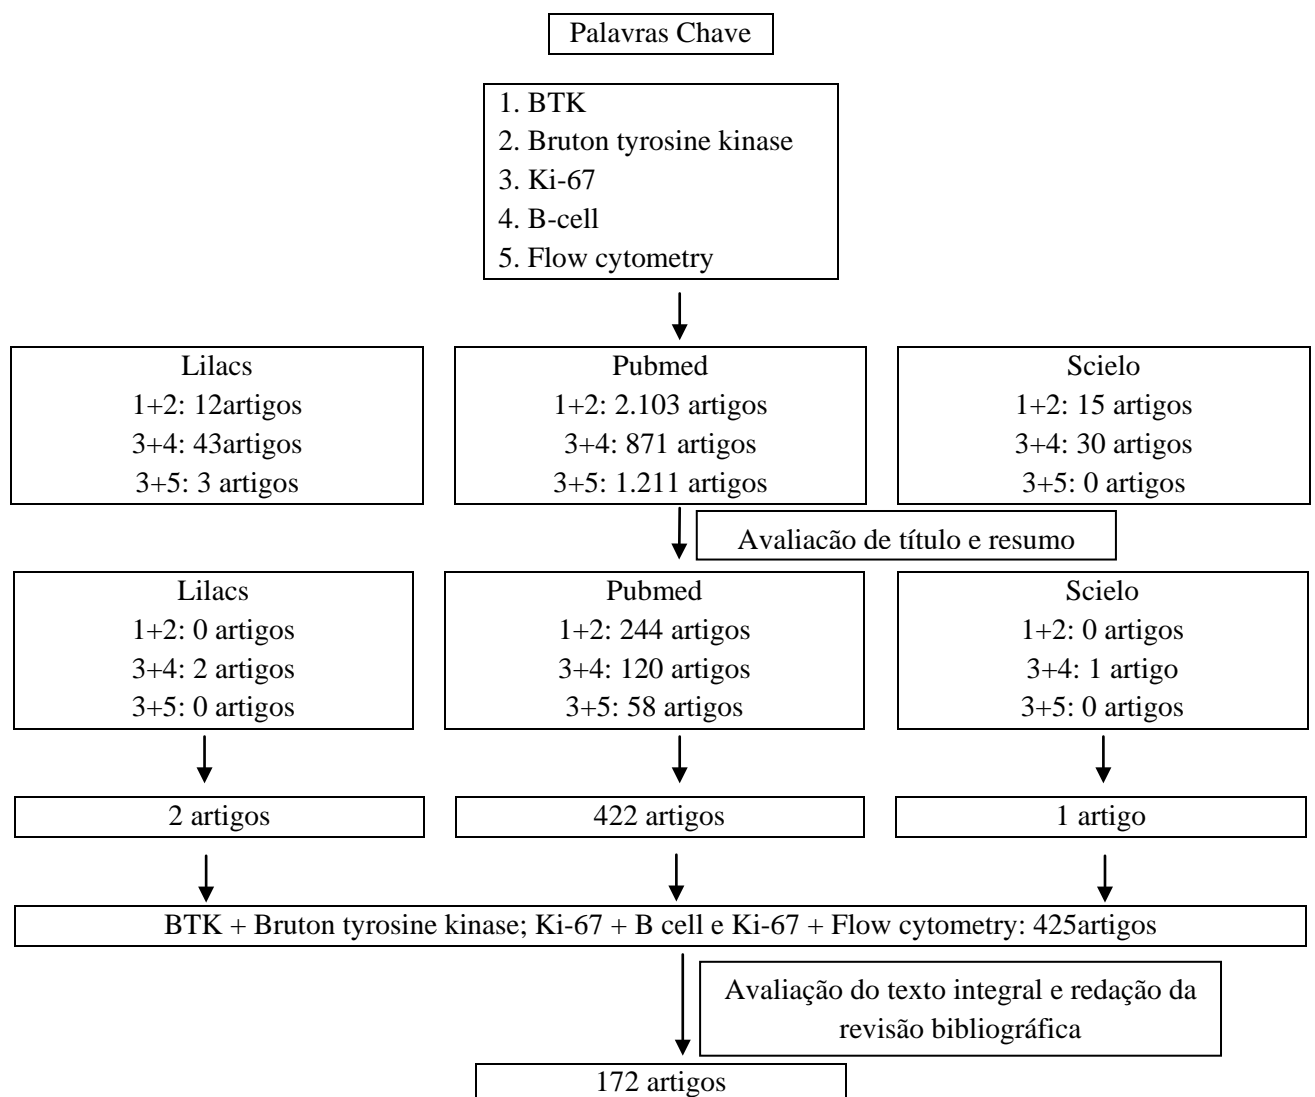 Palavras Chave
1. BTK
2. Bruton tyrosine kinase
3. Ki-67
4. B-cell
5. Flow cytometry
Lilacs
1+2: 12artigos
3+4: 43artigos
3+5: 3 artigos
Pubmed
1+2: 2.103 artigos
3+4: 871 artigos
3+5: 1.211 artigos
Scielo
1+2: 15 artigos
3+4: 30 artigos
3+5: 0 artigos
Avaliacão de título e resumo
Lilacs
1+2: 0 artigos
3+4: 2 artigos
3+5: 0 artigos
Pubmed
1+2: 244 artigos
3+4: 120 artigos
3+5: 58 artigos
Scielo
1+2: 0 artigos
3+4: 1 artigo
3+5: 0 artigos
2 artigos
422 artigos
1 artigo
BTK + Bruton tyrosine kinase; Ki-67 + B cell e Ki-67 + Flow cytometry: 425artigos
Avaliação do texto integral e redação da
revisão bibliográfica
172 artigos